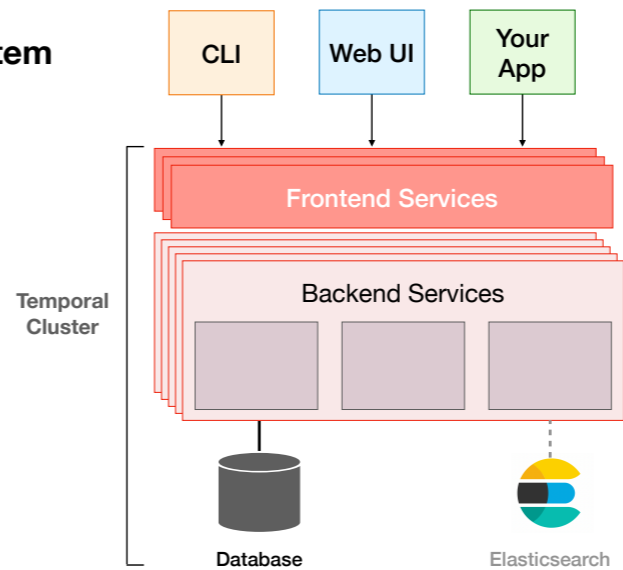 tem
CLI
Web UI
Your
App
Frontend Services
Backend Services
Temporal
Cluster
Database
Elasticsearch